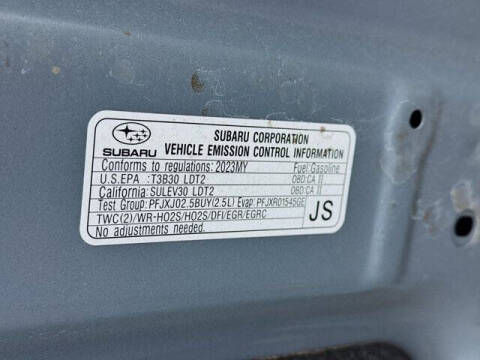 SUBARU CORPORATION
SUBARU VEHICLE EMISSION CONTROL INFORMATION
Conforms to regulations: 2023MY Fuel Gasoline
U.S.EPA :T3B30 LDT2 OBD:CA II
California: SULEV30 LDT2 OBD:CA II
Test Group: PFJXJ02.5BUY(2.5L) Evap: PFJXR01545GE
TWC(2)/WR-HO2S/HO2S/DFI/EGR/EGRC JS
No adjustments needed.